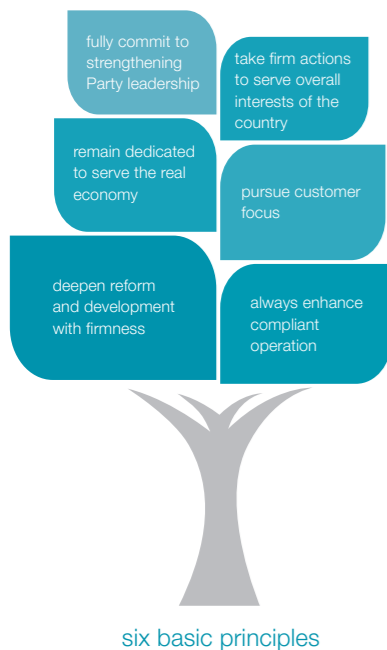 fully commit to
strengthening
Party leadership
take firm actions
to serve overall
interests of the
country
remain dedicated
to serve the real
economy
pursue customer
focus
deepen reform
and development
with firmness
always enhance
compliant
operation
six basic principles